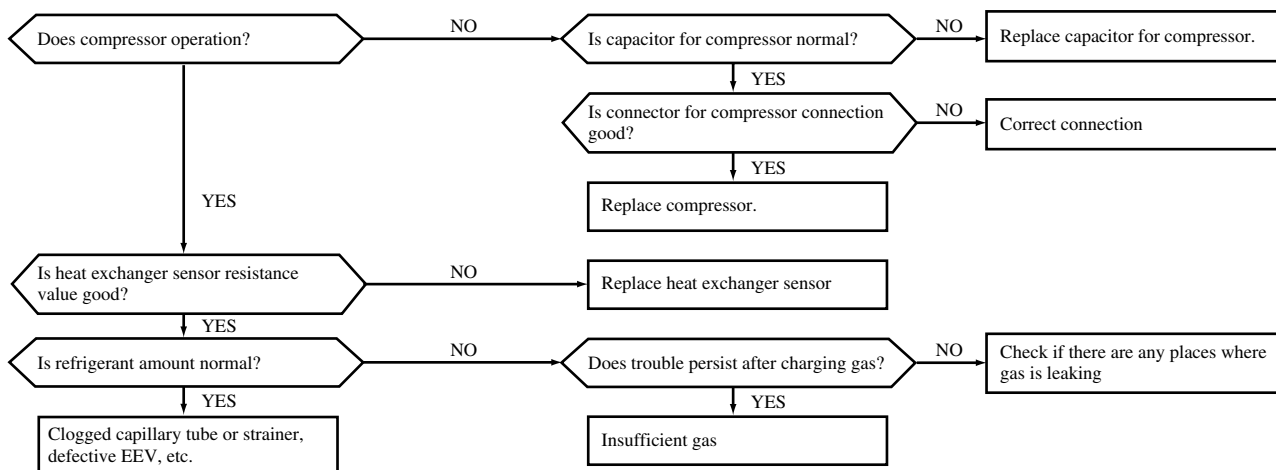 Does compressor operation?
NO
Is capacitor for compressor normal?
NO
Replace capacitor for compressor.
YES
Is connector for compressor connection
good?
NO
Correct connection
YES
YES
Replace compressor.
Is heat exchanger sensor resistance
value good?
NO
Replace heat exchanger sensor
YES
Is refrigerant amount normal?
NO
Does trouble persist after charging gas?
NO
Check if there are any places where
gas is leaking
YES
YES
Clogged capillary tube or strainer,
defective EEV, etc.
Insufficient gas